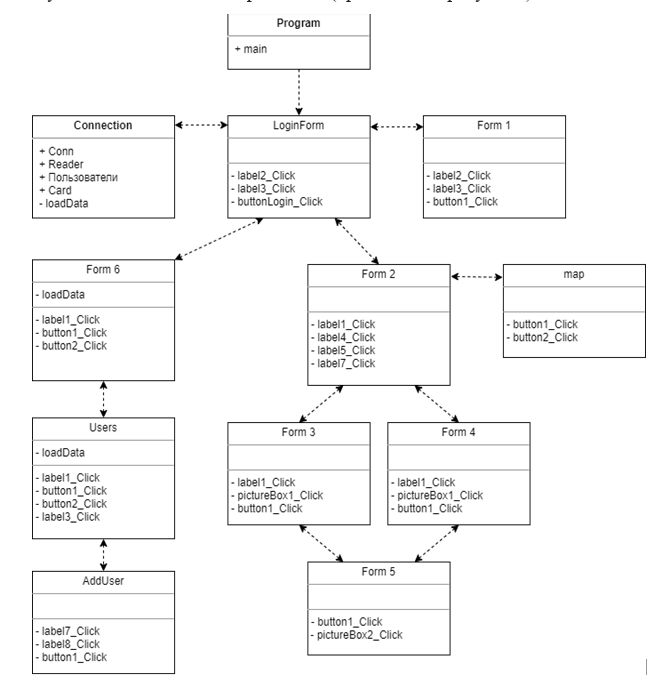 Program
+ main
Connection
+ Conn
+ Reader
+ Пользователи
+ Card
- loadData
LoginForm
- label2_Click
- label3_Click
- buttonLogin_Click
Form 1
- label2_Click
- label3_Click
- button1_Click
Form 6
- loadData
- label1_Click
- button1_Click
- button2_Click
Form 2
- label1_Click
- label4_Click
- label5_Click
- label7_Click
map
- button1_Click
- button2_Click
Users
- loadData
- label1_Click
- button1_Click
- button2_Click
- label3_Click
Form 3
- label1_Click
- pictureBox1_Click
- button1_Click
Form 4
- label1_Click
- pictureBox1_Click
- button1_Click
AddUser
- label7_Click
- label8_Click
- button1_Click
Form 5
- button1_Click
- pictureBox2_Click